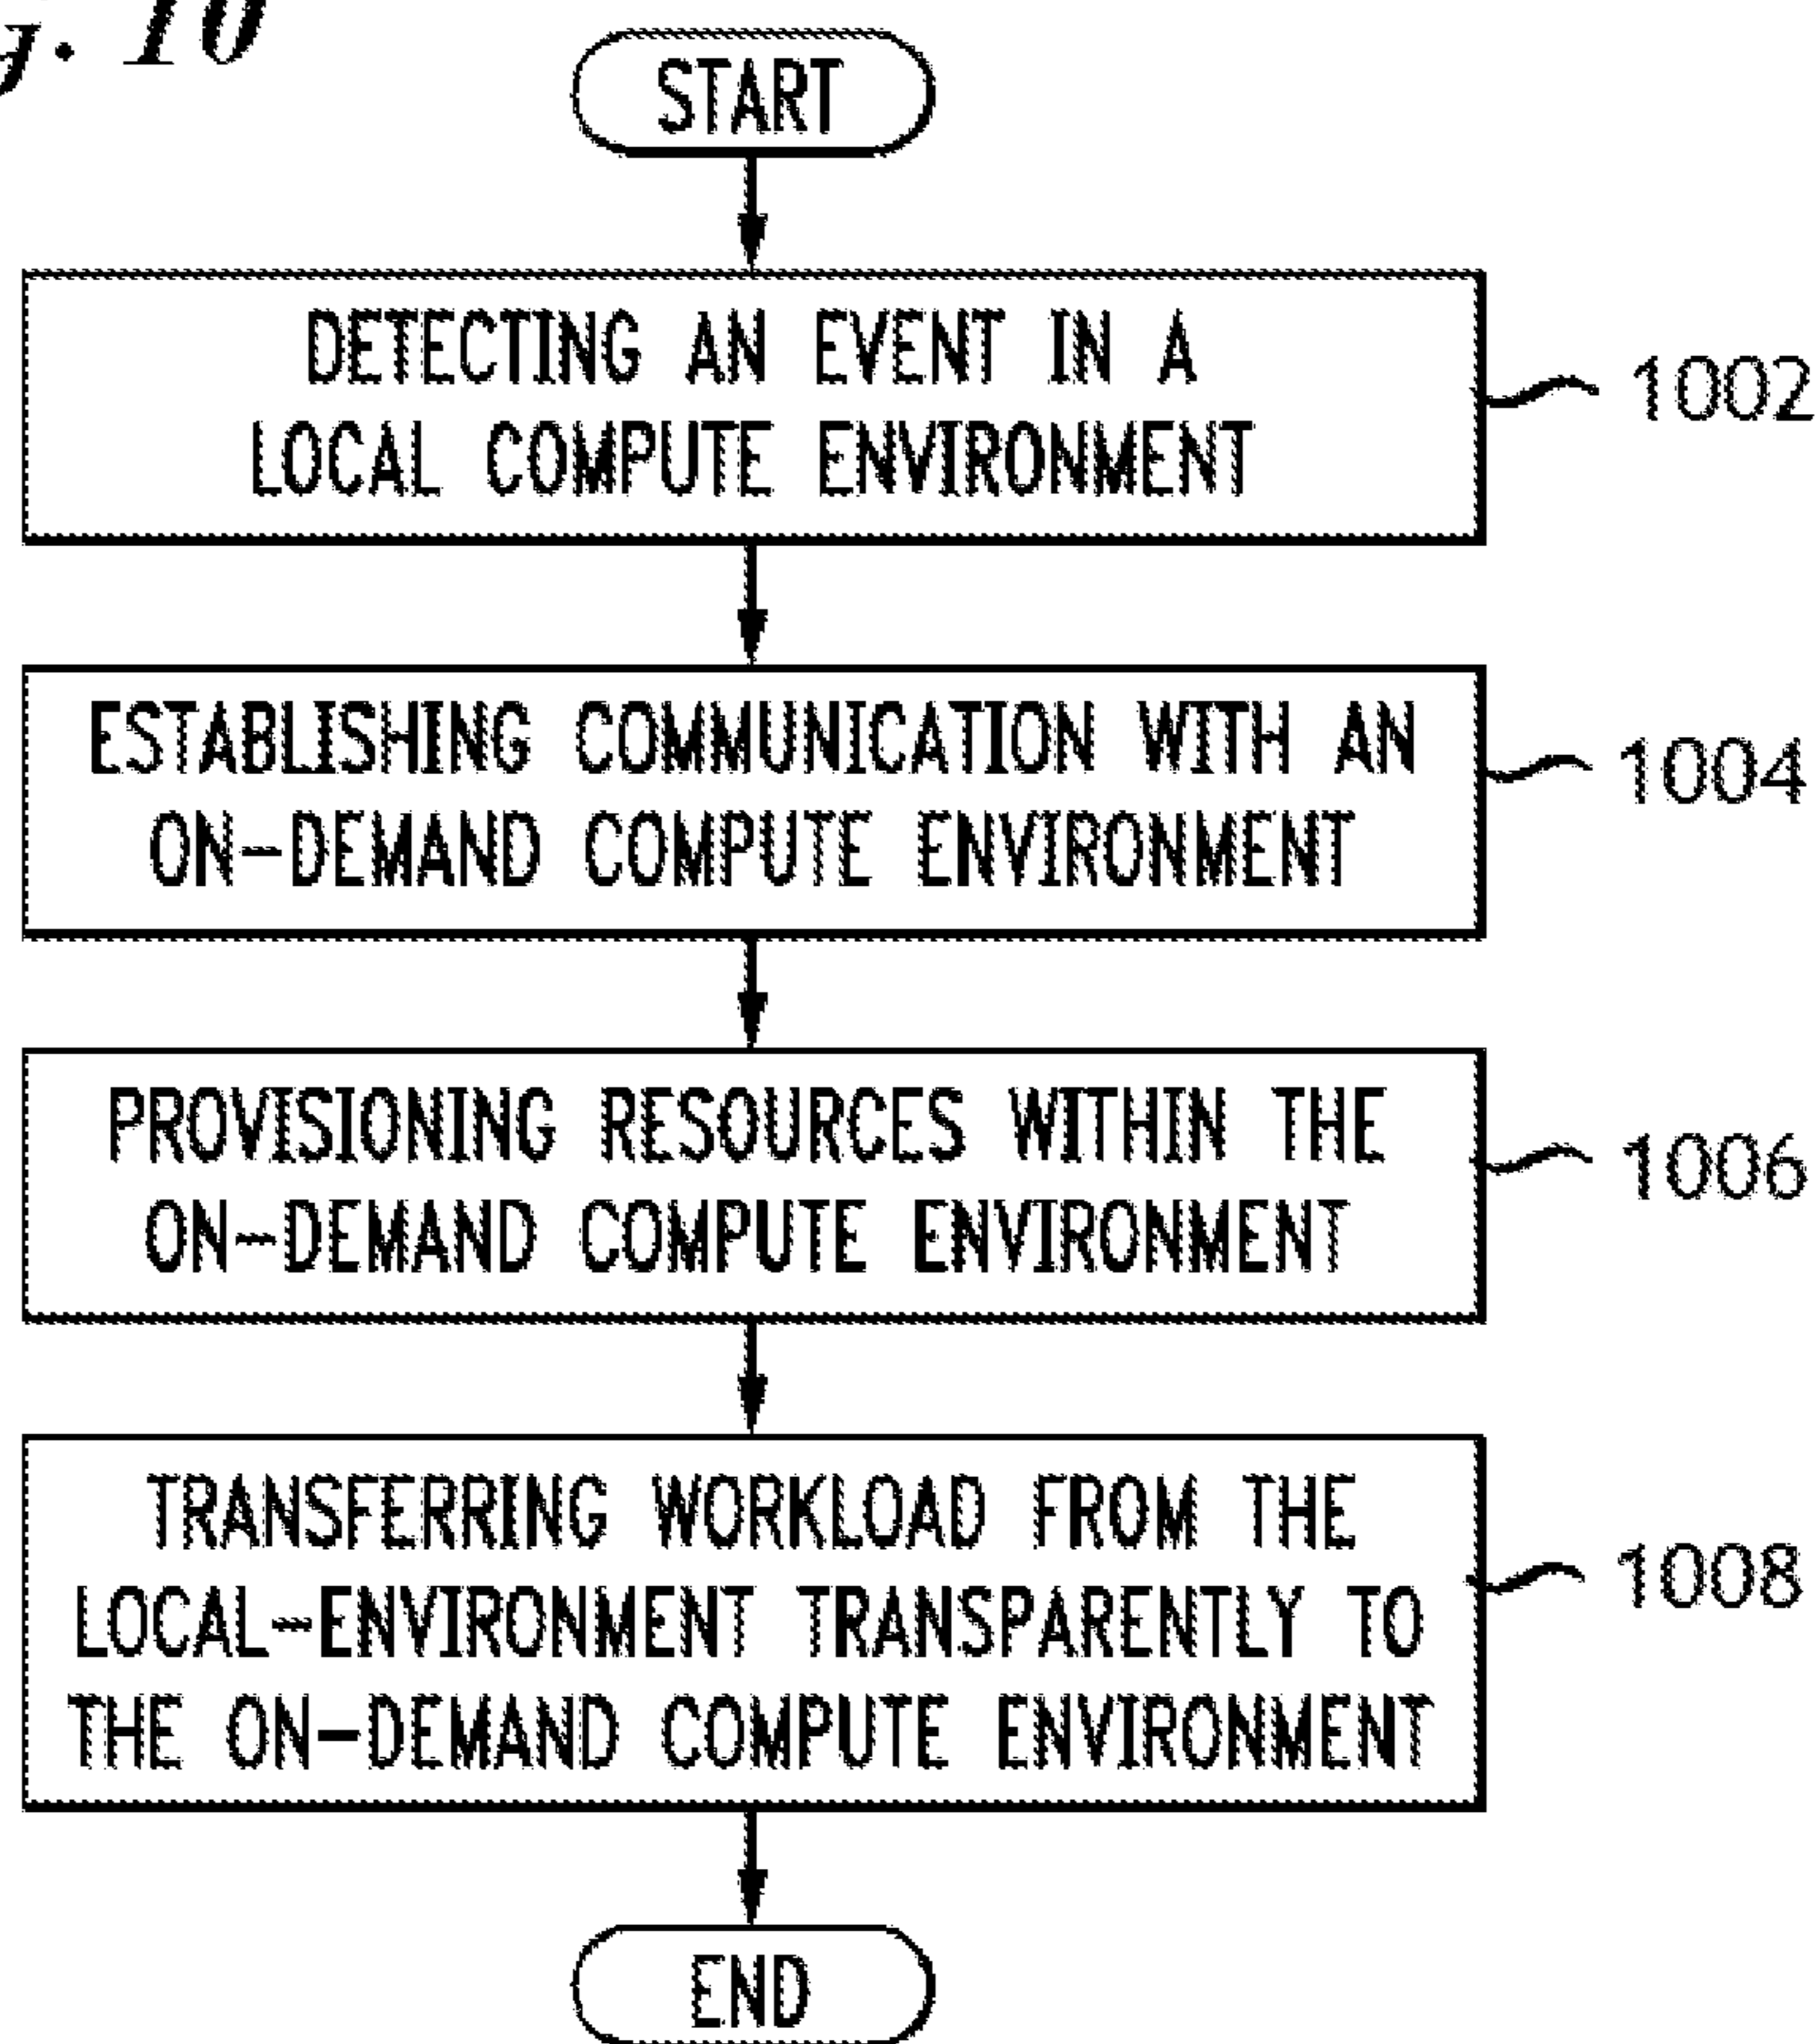 g. 10
START
DETECTING AN EVENT IN A
LOCAL COMPUTE ENVIRONMENT
1002
ESTABLISHING COMMUNICATION WITH AN
ON-DEMAND COMPUTE ENVIRONMENT
1004
PROVISIONING RESOURCES WITHIN THE
ON-DEMAND COMPUTE ENVIRONMENT
1006
TRANSFERRING WORKLOAD FROM THE
LOCAL-ENVIRONMENT TRANSPARENTLY TO
THE ON-DEMAND COMPUTE ENVIRONMENT
1008
END